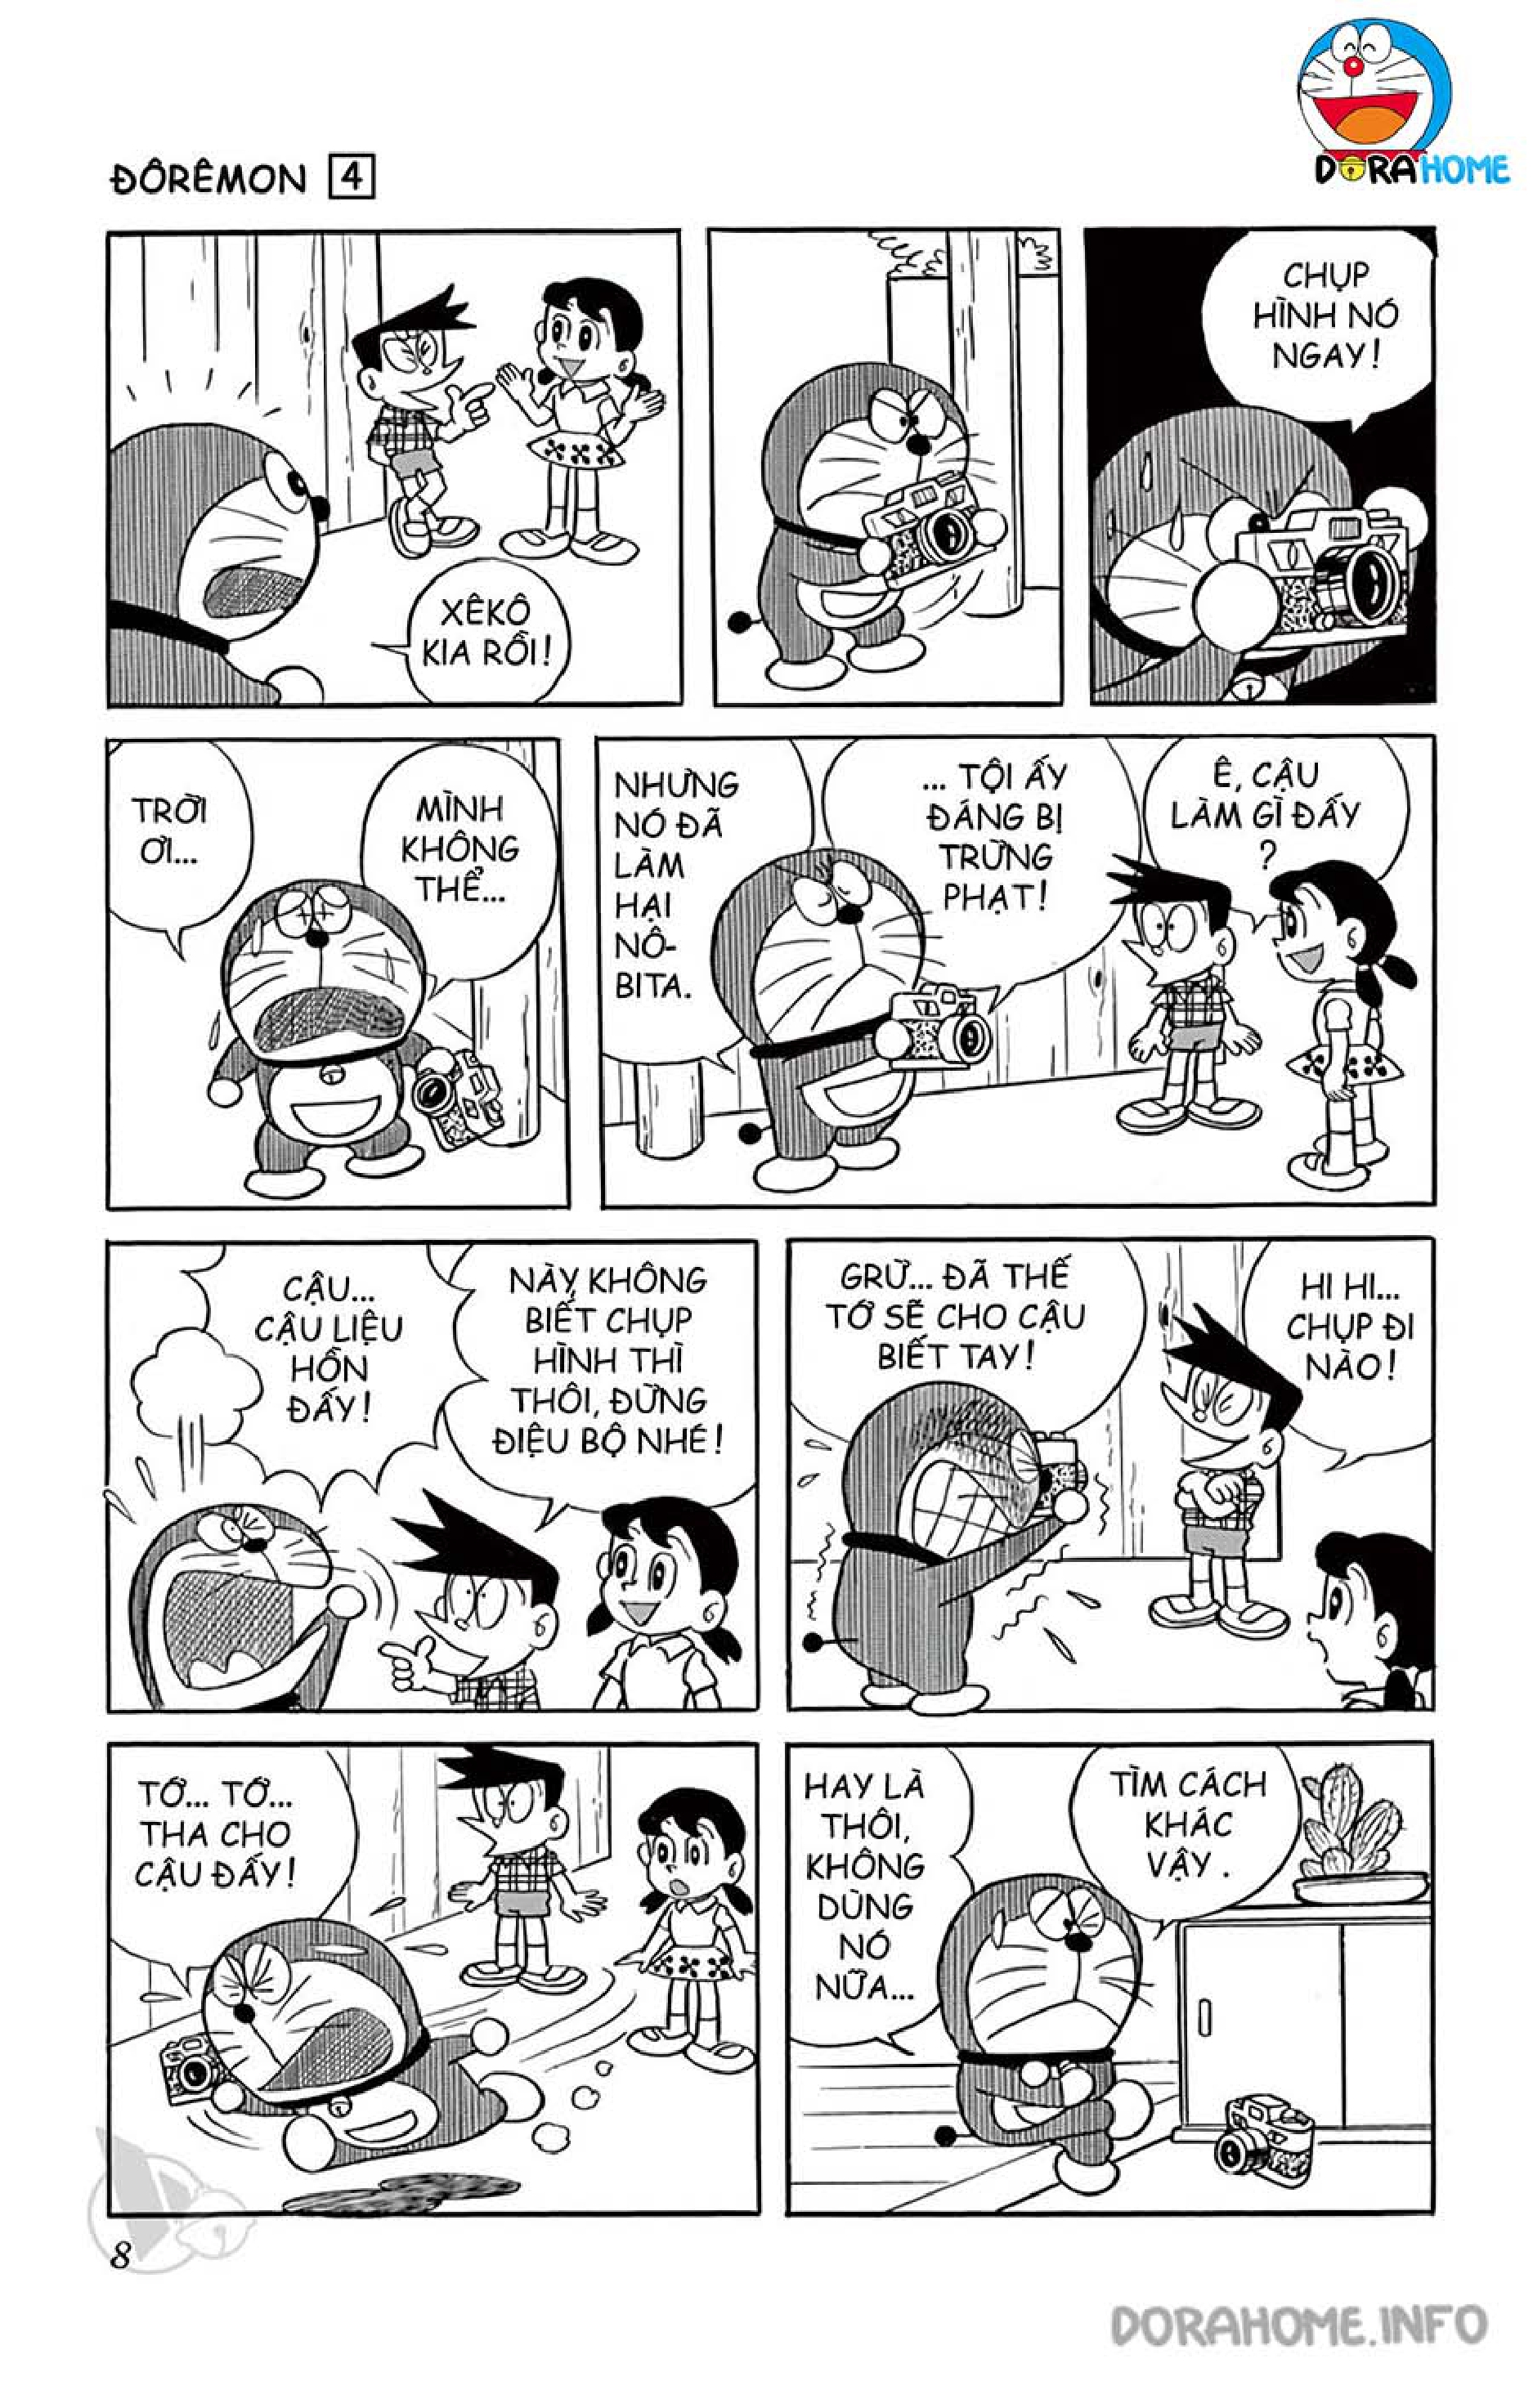 DORAHOME
ĐÔRÊMON 4
XÊKÔ
KIA RỒI!
CHỤP
HÌNH NÓ
NGAY!
TRỜI
ƠI...
MÌNH
KHÔNG
THỂ...
NHƯNG
NÓ ĐÃ
LÀM
HẠI
NÔ-
BITA.
... TỘI ẤY
ĐÁNG BỊ
TRỪNG
PHẠT!
Ê, CẬU
LÀM GÌ ĐẤY
?
CẬU...
CẬU LIỆU
HỒN
ĐẤY!
NÀY, KHÔNG
BIẾT CHỤP
HÌNH THÌ
THÔI, ĐỪNG
ĐIỆU BỘ NHÉ!
GRỪ... ĐÃ THẾ
TỚ SẼ CHO CẬU
BIẾT TAY!
HI HI...
CHỤP ĐI
NÀO!
TỚ... TỚ...
THA CHO
CẬU ĐẤY!
HAY LÀ
THÔI,
KHÔNG
DÙNG
NÓ
NỮA...
TÌM CÁCH
KHÁC
VẬY .
8
DORAHOME.INFO